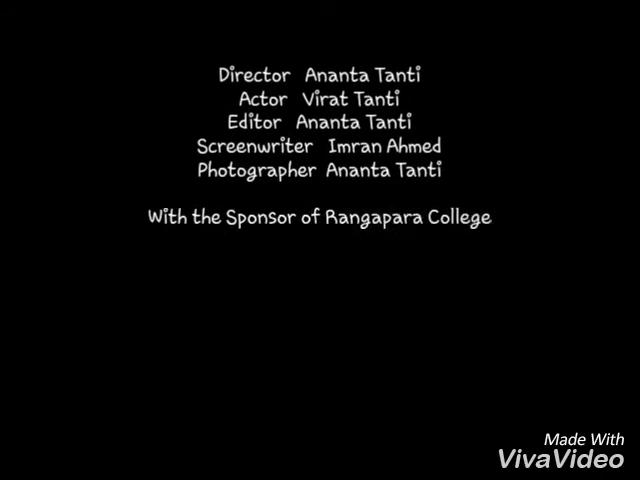 Director Ananta Tanti
Actor Virat Tanti
Editor Ananta Tanti
Screenwriter Imran Ahmed
Photographer Ananta Tanti
With the Sponsor of Rangapara College
Made With
VivaVideo